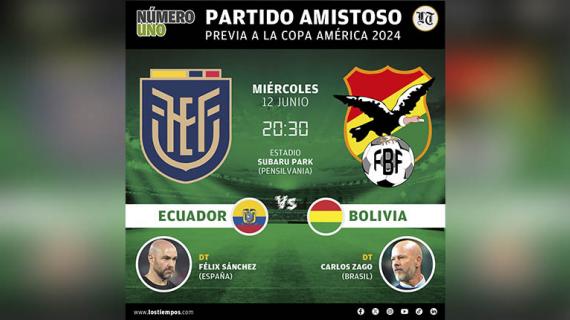 NÚMERO
UNO
PARTIDO AMISTOSO
PREVIA A LA COPA AMÉRICA 2024
LT
MIÉRCOLES
12 JUNIO
20:30
ESTADIO
SUBARU PARK
(PENSILVANIA)
FEF
FBF
ECUADOR
Vs
BOLIVIA
DT
FÉLIX SÁNCHEZ
(ESPAÑA)
DT
CARLOS ZAGO
(BRASIL)
www.lostiempos.com